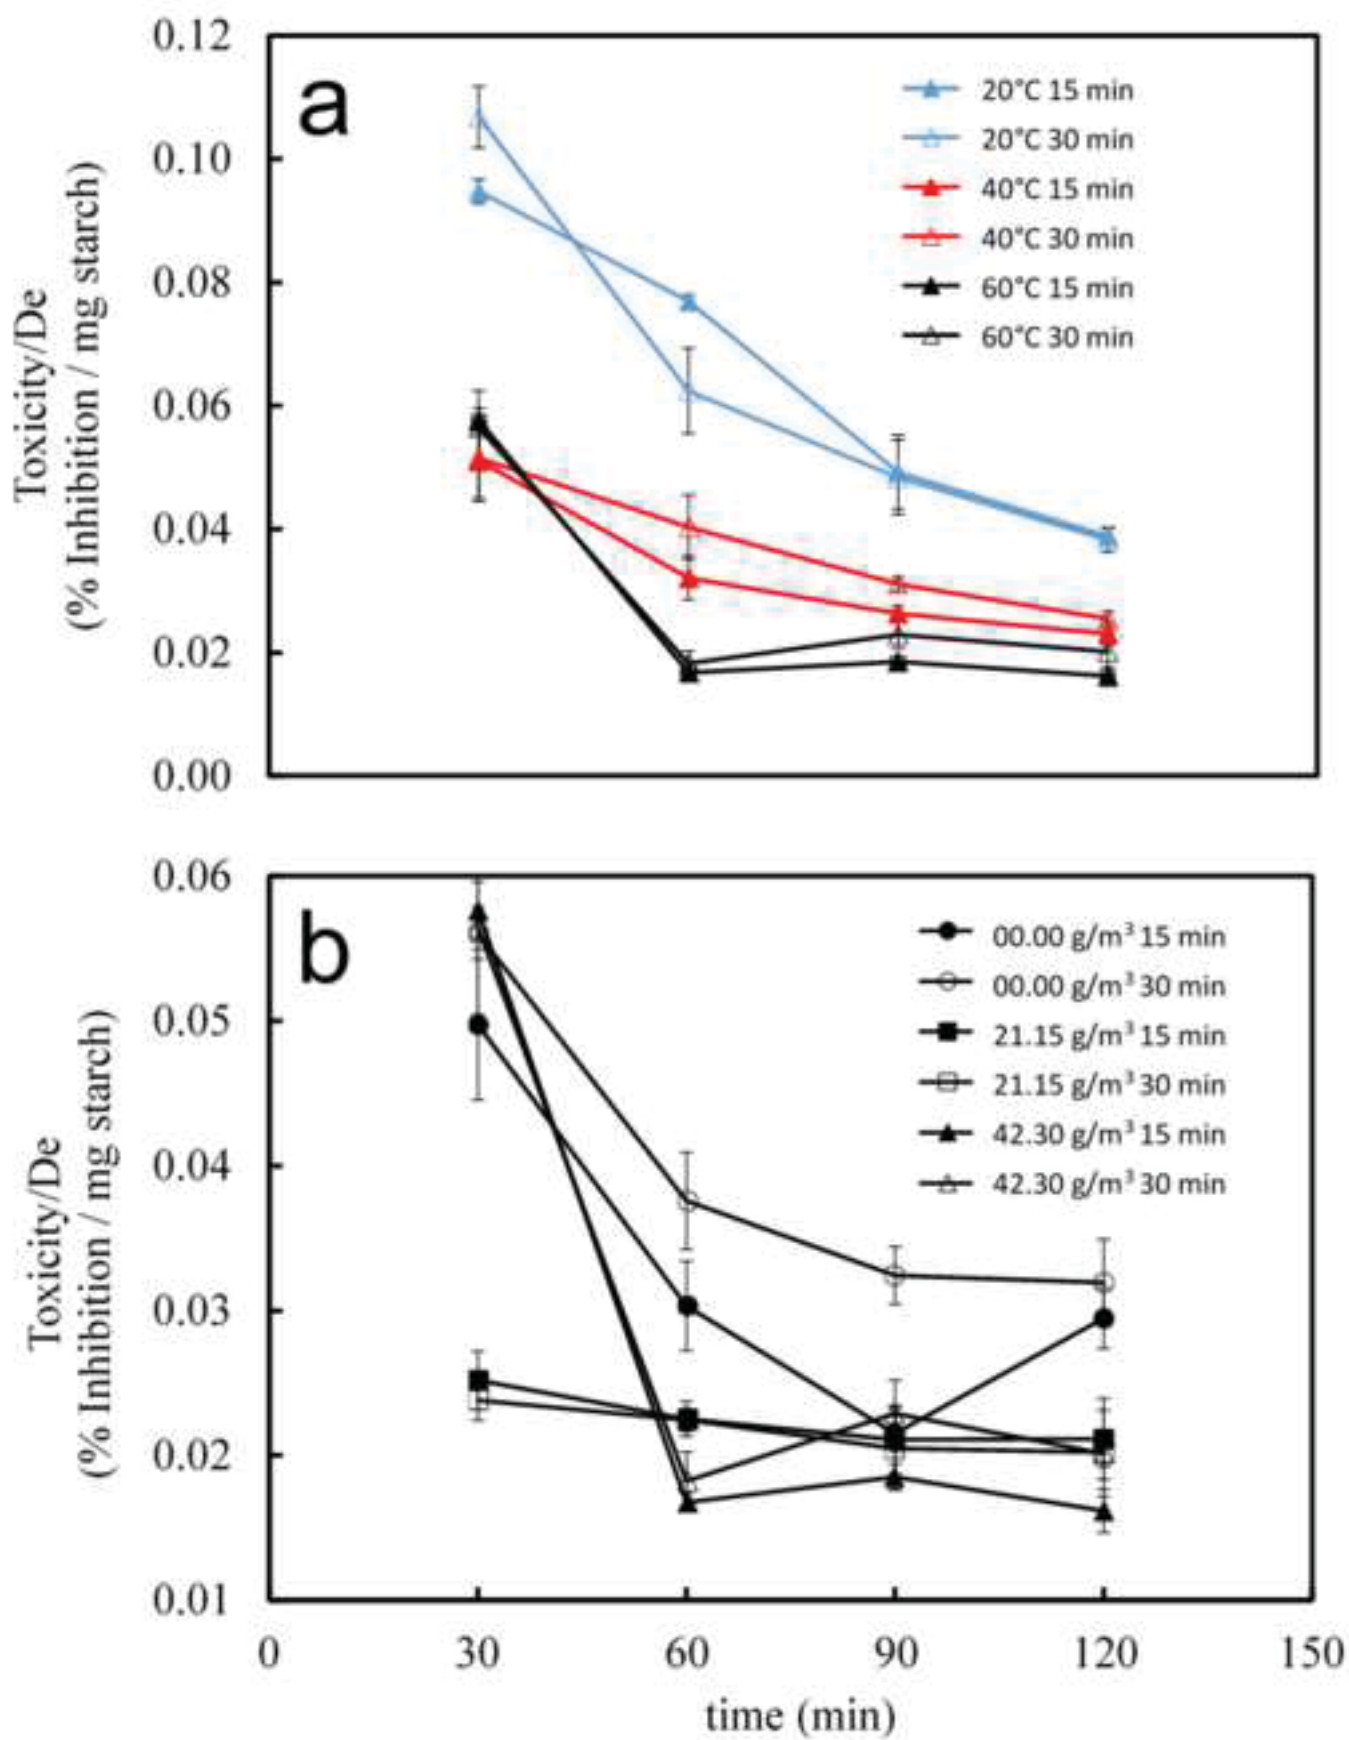 0.12
0.10
0.08
0.06
0.04
0.02
0.00
Toxicity/De
(% Inhibition / mg starch)
a
20°C 15 min
20°C 30 min
40°C 15 min
40°C 30 min
60°C 15 min
60°C 30 min
0.06
0.05
0.04
0.03
0.02
0.01
Toxicity/De
(% Inhibition / mg starch)
b
00.00 g/m³ 15 min
00.00 g/m³ 30 min
21.15 g/m³ 15 min
21.15 g/m³ 30 min
42.30 g/m³ 15 min
42.30 g/m³ 30 min
0 30 60 90 120 150
time (min)